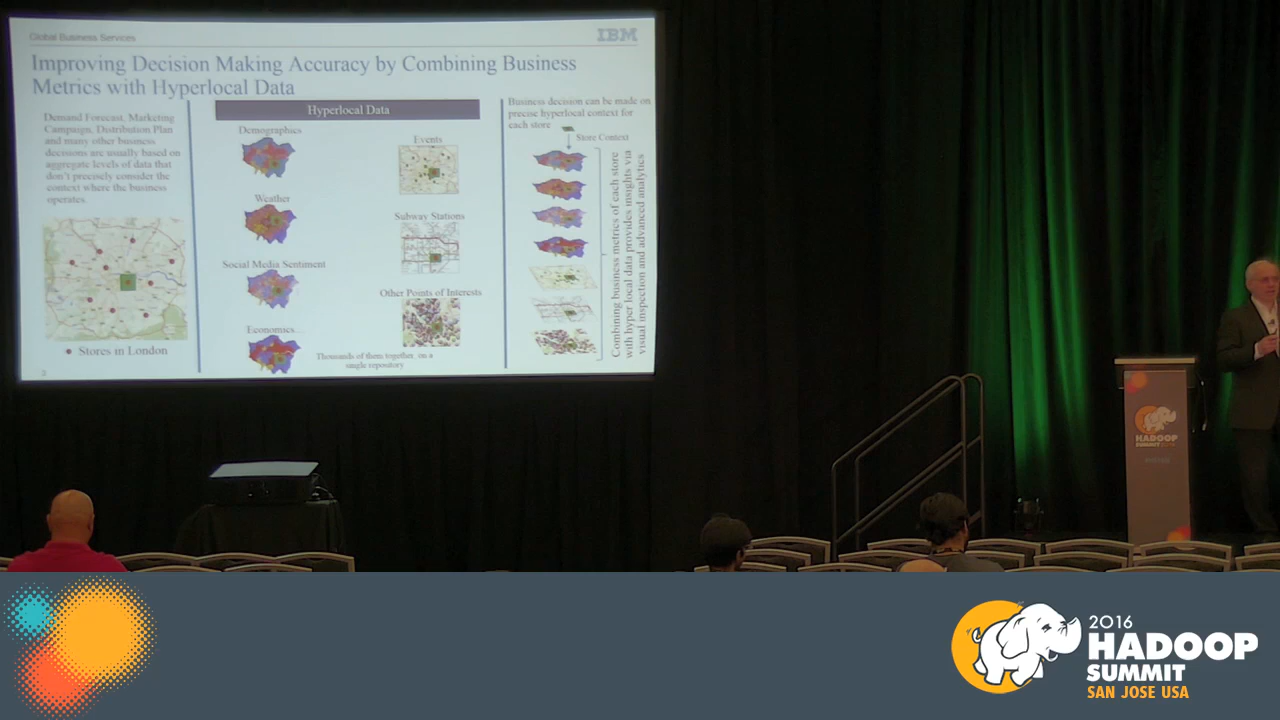 Global Business Services
IBM
Improving Decision Making Accuracy by Combining Business
Metrics with Hyperlocal Data
Demand Forecast, Marketing
Campaign, Distribution Plan
and many other business
decisions are usually based on
aggregate levels of data that
don't precisely consider the
context where the business
operates.
Stores in London
3
Hyperlocal Data
Demographics
Weather
Social Media Sentiment
Economics...
Events
Subway Stations
Other Points of Interests
Thousands of them together, on a
single repository
Business decision can be made on
precise hyperlocal context for
each store
Store Context
Combining business metrics of each store
with hyper local data provides insights via
visual inspection and advanced analytics
HADOOP
SUMMIT
2016
HADOOP
SUMMIT
SAN JOSE USA